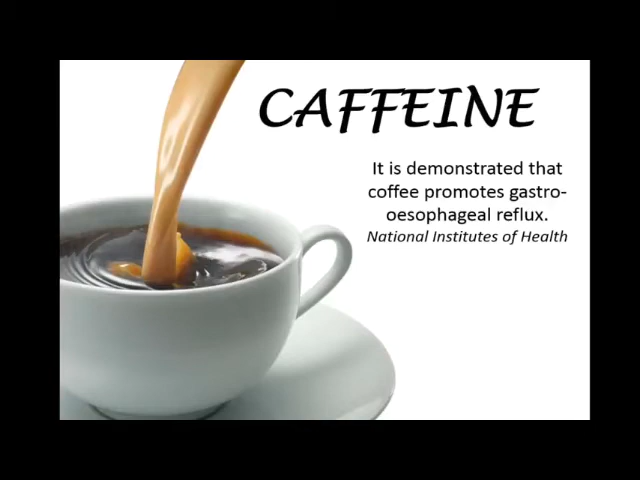 CAFFEINE
It is demonstrated that
coffee promotes gastro-
oesophageal reflux.
National Institutes of Health